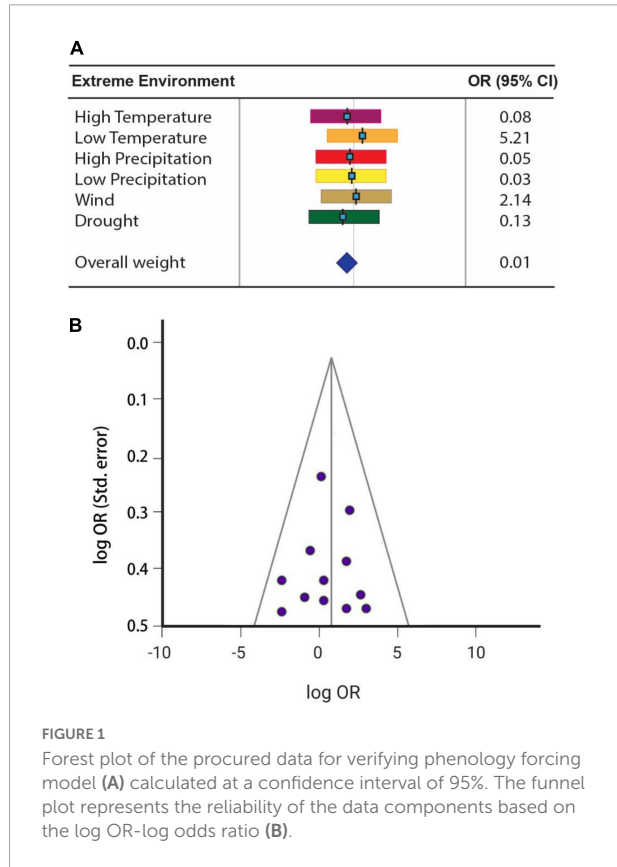 A
Extreme Environment OR (95% CI)
High Temperature 0.08
Low Temperature 5.21
High Precipitation 0.05
Low Precipitation 0.03
Wind 2.14
Drought 0.13
Overall weight 0.01
B
log OR (Std. error)
0.0
0.1
0.2
0.3
0.4
0.5
-10 -5 0 5 10
log OR
FIGURE 1
Forest plot of the procured data for verifying phenology forcing
model (A) calculated at a confidence interval of 95%. The funnel
plot represents the reliability of the data components based on
the log OR-log odds ratio (B).